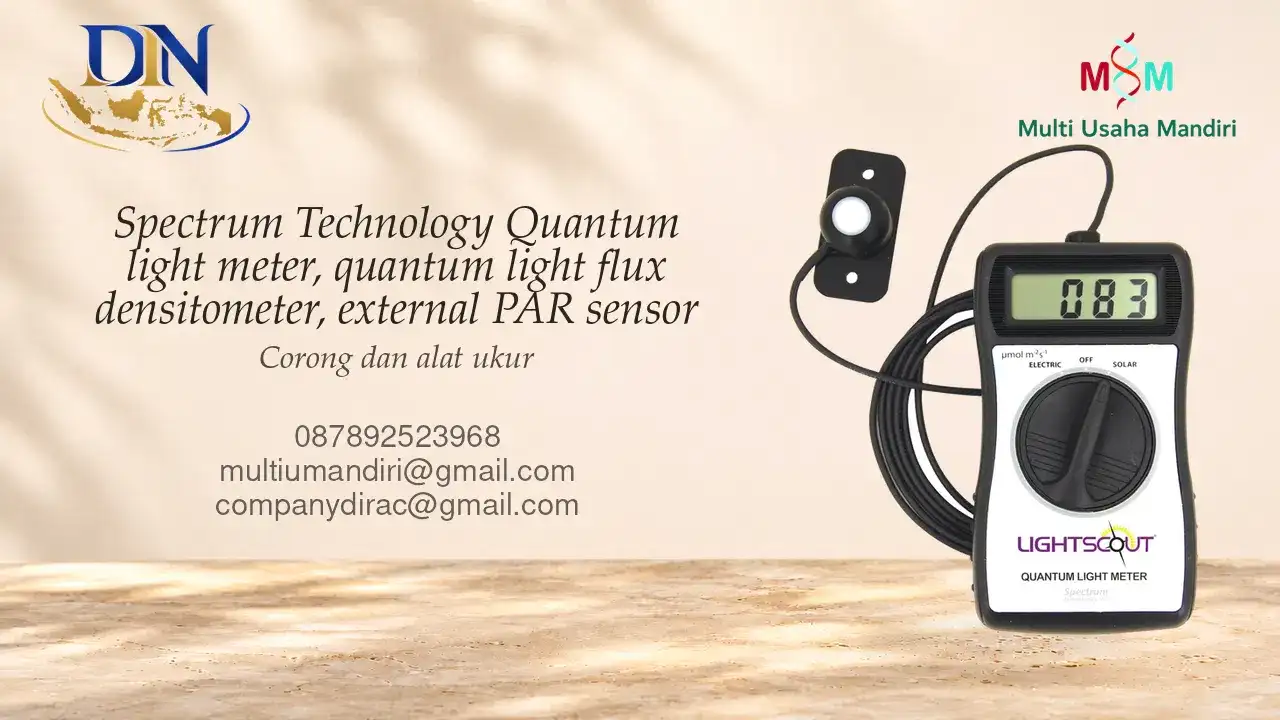 DIN
MSM
Multi Usaha Mandiri
Spectrum Technology Quantum
light meter, quantum light flux
densitometer, external PAR sensor
Corong dan alat ukur
087892523968
multiumandiri@gmail.com
companydirac@gmail.com
083
µmol m⁻²s⁻¹
ELECTRIC OFF SOLAR
LIGHTSCOUT®
QUANTUM LIGHT METER
Spectrum